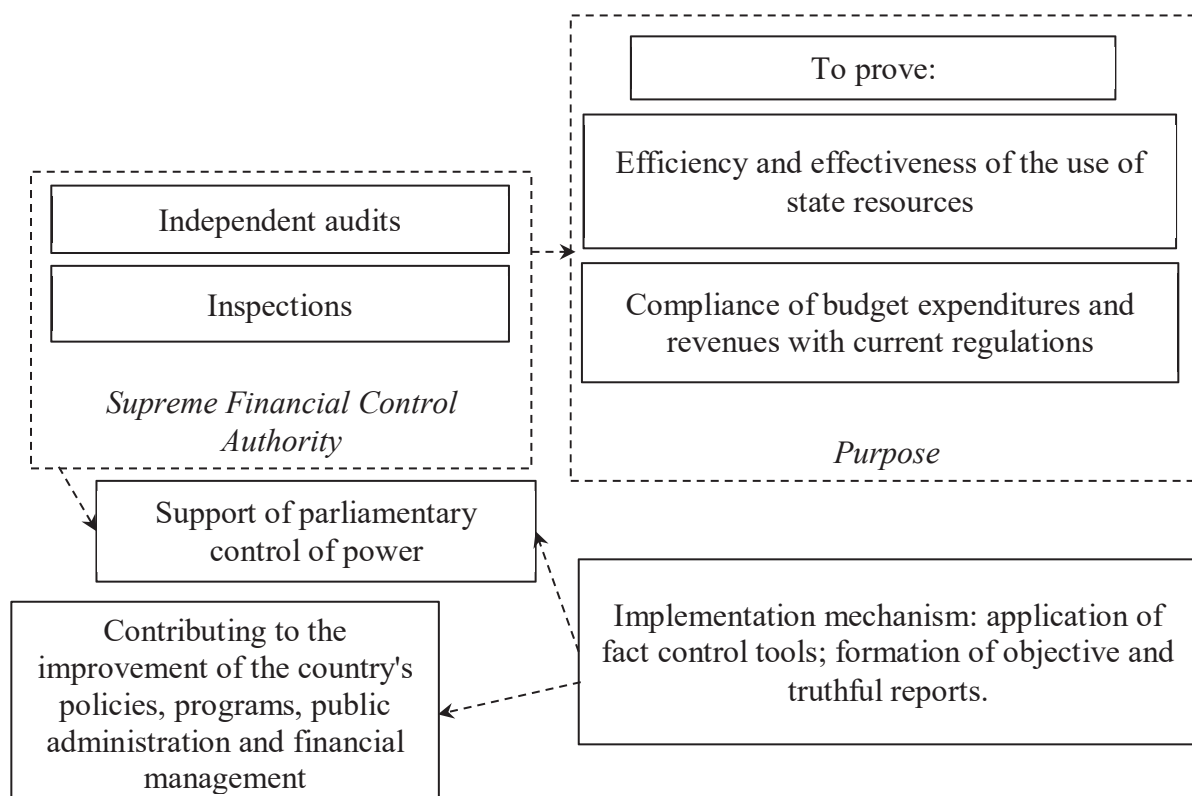 To prove:
Efficiency and effectiveness of the use of
state resources
Compliance of budget expenditures and
revenues with current regulations
Purpose
Independent audits
Inspections
Supreme Financial Control
Authority
Support of parliamentary
control of power
Contributing to the
improvement of the country's
policies, programs, public
administration and financial
management
Implementation mechanism: application of
fact control tools; formation of objective and
truthful reports.